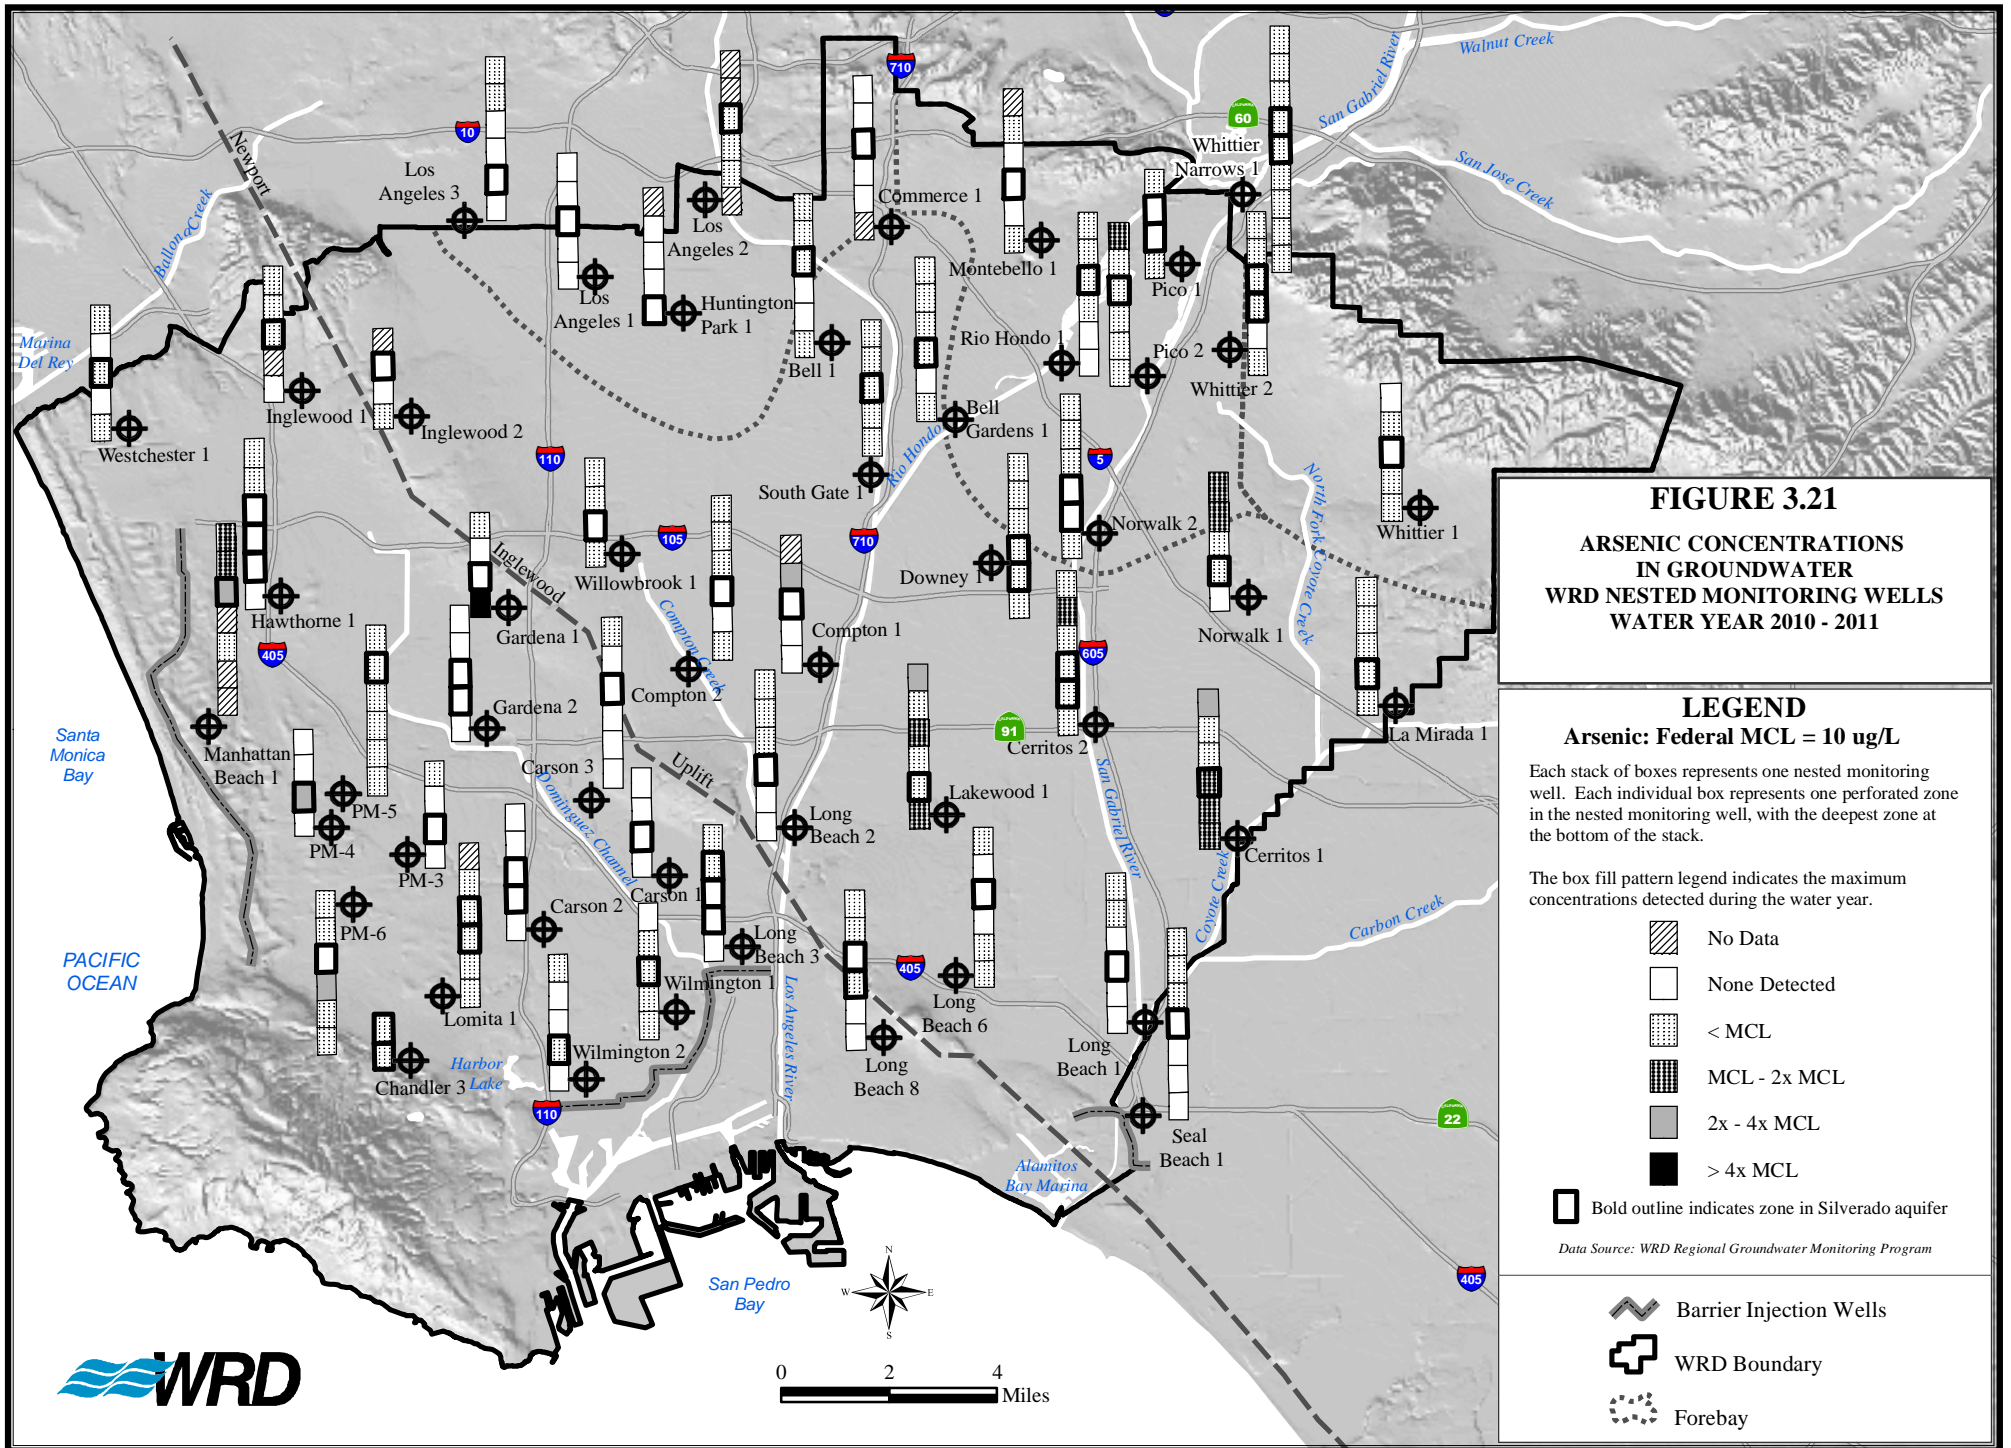 FIGURE 3.21
ARSENIC CONCENTRATIONS
IN GROUNDWATER
WRD NESTED MONITORING WELLS
WATER YEAR 2010 - 2011
LEGEND
Arsenic: Federal MCL = 10 ug/L
Each stack of boxes represents one nested monitoring
well. Each individual box represents one perforated zone
in the nested monitoring well, with the deepest zone at
the bottom of the stack.
The box fill pattern legend indicates the maximum
concentrations detected during the water year.
No Data
None Detected
< MCL
MCL - 2x MCL
2x - 4x MCL
> 4x MCL
Bold outline indicates zone in Silverado aquifer
Data Source: WRD Regional Groundwater Monitoring Program
Barrier Injection Wells
WRD Boundary
Forebay
710
Walnut Creek
San Gabriel River
CALIFORNIA
60
10
Newport
Los
Angeles 3
Whittier
Narrows 1
San Jose Creek
Ballona Creek
Los
Angeles 2
Commerce 1
Montebello 1
Pico 1
Los
Angeles 1
Huntington
Park 1
Marina
Del Rey
Bell 1
Rio Hondo 1
Pico 2
Whittier 2
Inglewood 1
Inglewood 2
Westchester 1
Bell
Gardens 1
Rio Hondo
110
5
South Gate 1
North Fork Coyote Creek
Whittier 1
105
710
Norwalk 2
Inglewood
Willowbrook 1
Downey 1
Hawthorne 1
Gardena 1
Compton Creek
Compton 1
Norwalk 1
405
605
Compton 2
Gardena 2
CALIFORNIA
91
Cerritos 2
La Mirada 1
Santa
Monica
Bay
Manhattan
Beach 1
Carson 3
Uplift
Dominguez Channel
San Gabriel River
PM-5
Lakewood 1
Long
Beach 2
PM-4
PM-3
Cerritos 1
Carson 1
Carson 2
Coyote Creek
Carbon Creek
PM-6
Long
Beach 3
PACIFIC
OCEAN
405
Wilmington 1
Los Angeles River
Long
Beach 6
Lomita 1
Wilmington 2
Long
Beach 1
Harbor
Lake
Chandler 3
Long
Beach 8
110
CALIFORNIA
22
Seal
Beach 1
Alamitos
Bay Marina
San Pedro
Bay
N
W
E
S
405
WRD
0
2
4
Miles